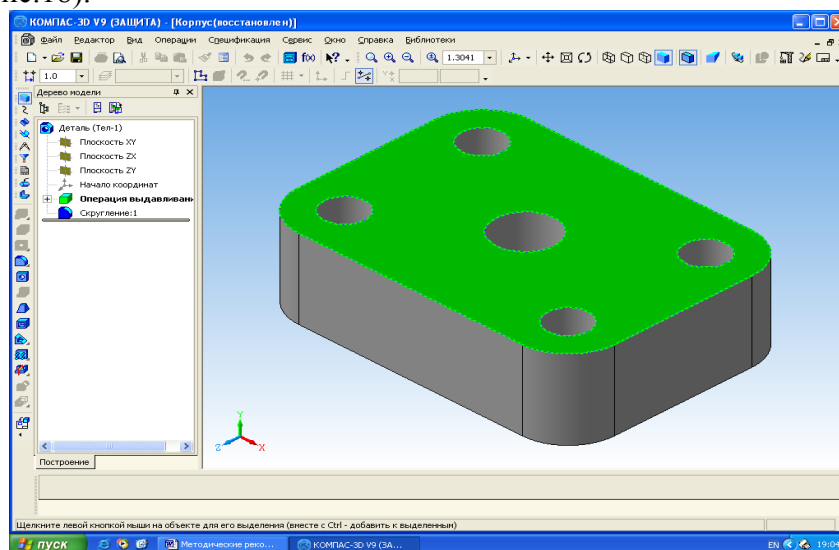 КОМПАС-3D V9 (ЗАЩИТА) - [Корпус(восстановлен)]
Файл Редактор Вид Операции Спецификация Сервис Окно Справка Библиотеки
f(x) 1.3041
1.0
Дерево модели
Деталь (Тел-1)
Плоскость XY
Плоскость ZX
Плоскость ZY
Начало координат
Операция выдавливани
Скругление:1
Y
Z X
Построение
Щелкните левой кнопкой мыши на объекте для его выделения (вместе с Ctrl - добавить к выделенным)
пуск Методические реко... КОМПАС-3D V9 (ЗА... EN 19:09